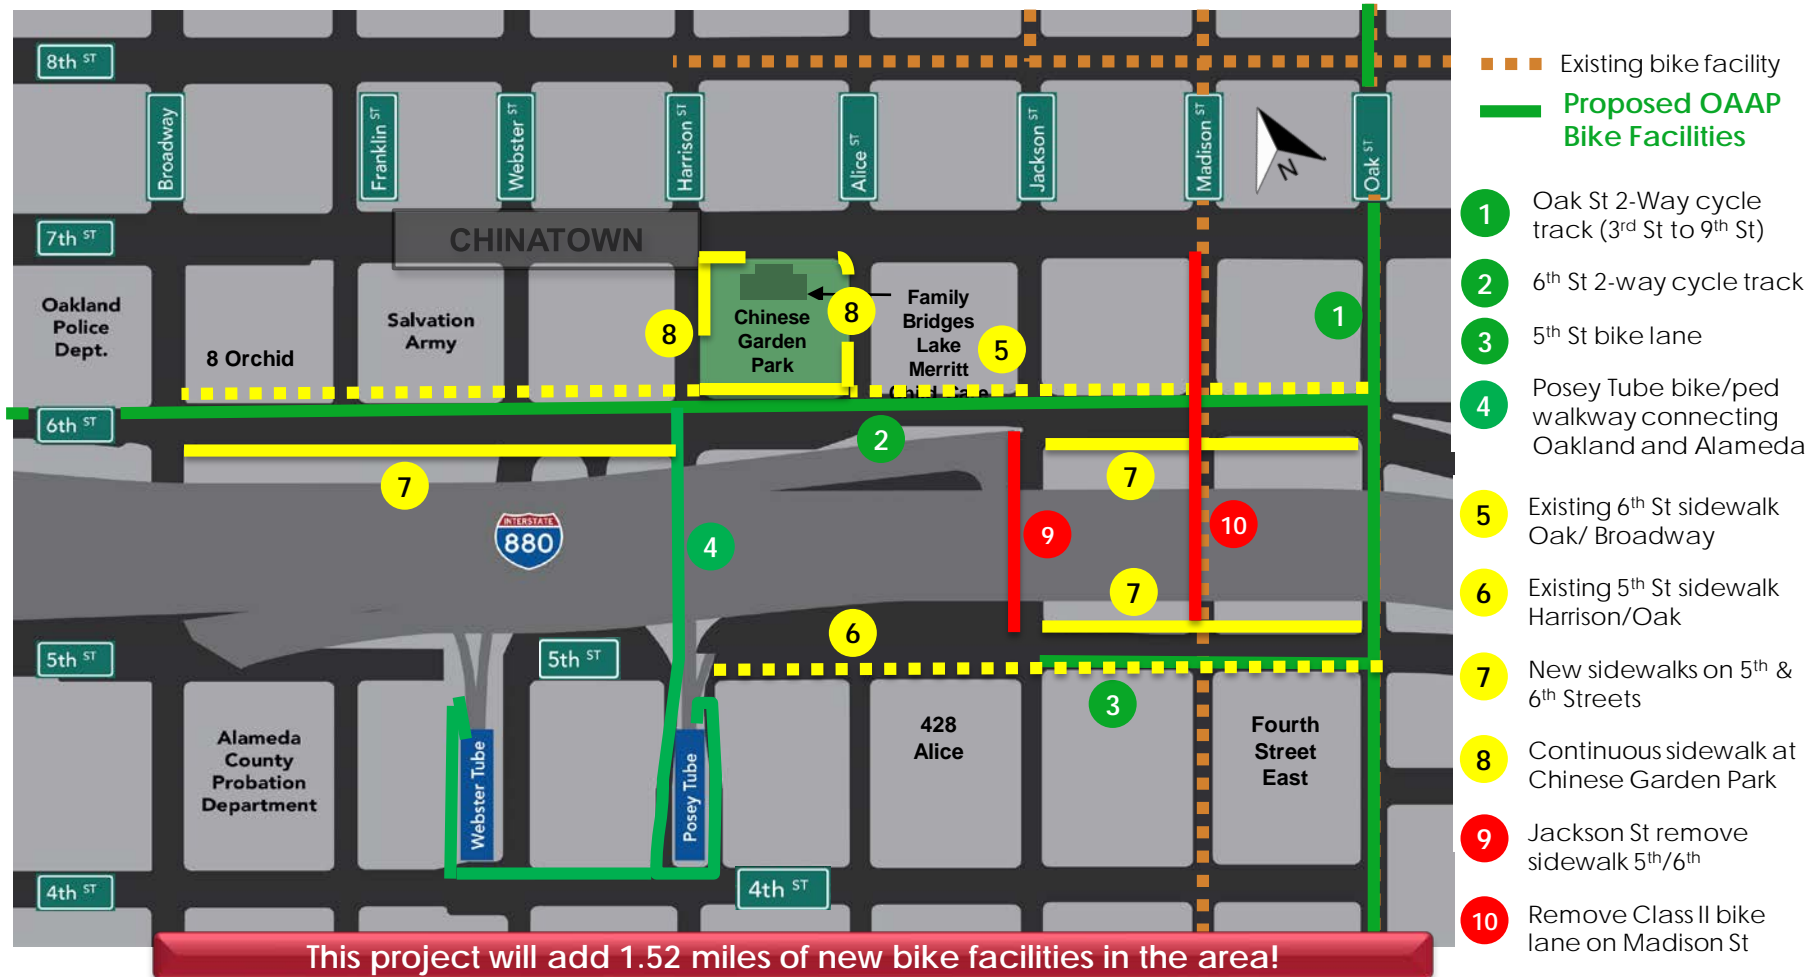 8th ST
Broadway
Franklin ST
Webster ST
Harrison ST
Alice ST
Jackson ST
Madison ST
N
Oak ST
7th ST
CHINATOWN
Oakland
Police
Dept.
8 Orchid
Salvation
Army
8
Chinese
Garden
Park
8
Family
Bridges
Lake
Merritt
Child Care
5
1
6th ST
2
7
7
INTERSTATE
880
4
9
10
7
6
5th ST
5th ST
3
Alameda
County
Probation
Department
Webster Tube
Posey Tube
428
Alice
Fourth
Street
East
4th ST
4th ST
This project will add 1.52 miles of new bike facilities in the area!
Existing bike facility
Proposed OAAP
Bike Facilities
1 Oak St 2-Way cycle
track (3rd St to 9th St)
2 6th St 2-way cycle track
3 5th St bike lane
4 Posey Tube bike/ped
walkway connecting
Oakland and Alameda
5 Existing 6th St sidewalk
Oak/ Broadway
6 Existing 5th St sidewalk
Harrison/Oak
7 New sidewalks on 5th &
6th Streets
8 Continuous sidewalk at
Chinese Garden Park
9 Jackson St remove
sidewalk 5th/6th
10 Remove Class II bike
lane on Madison St